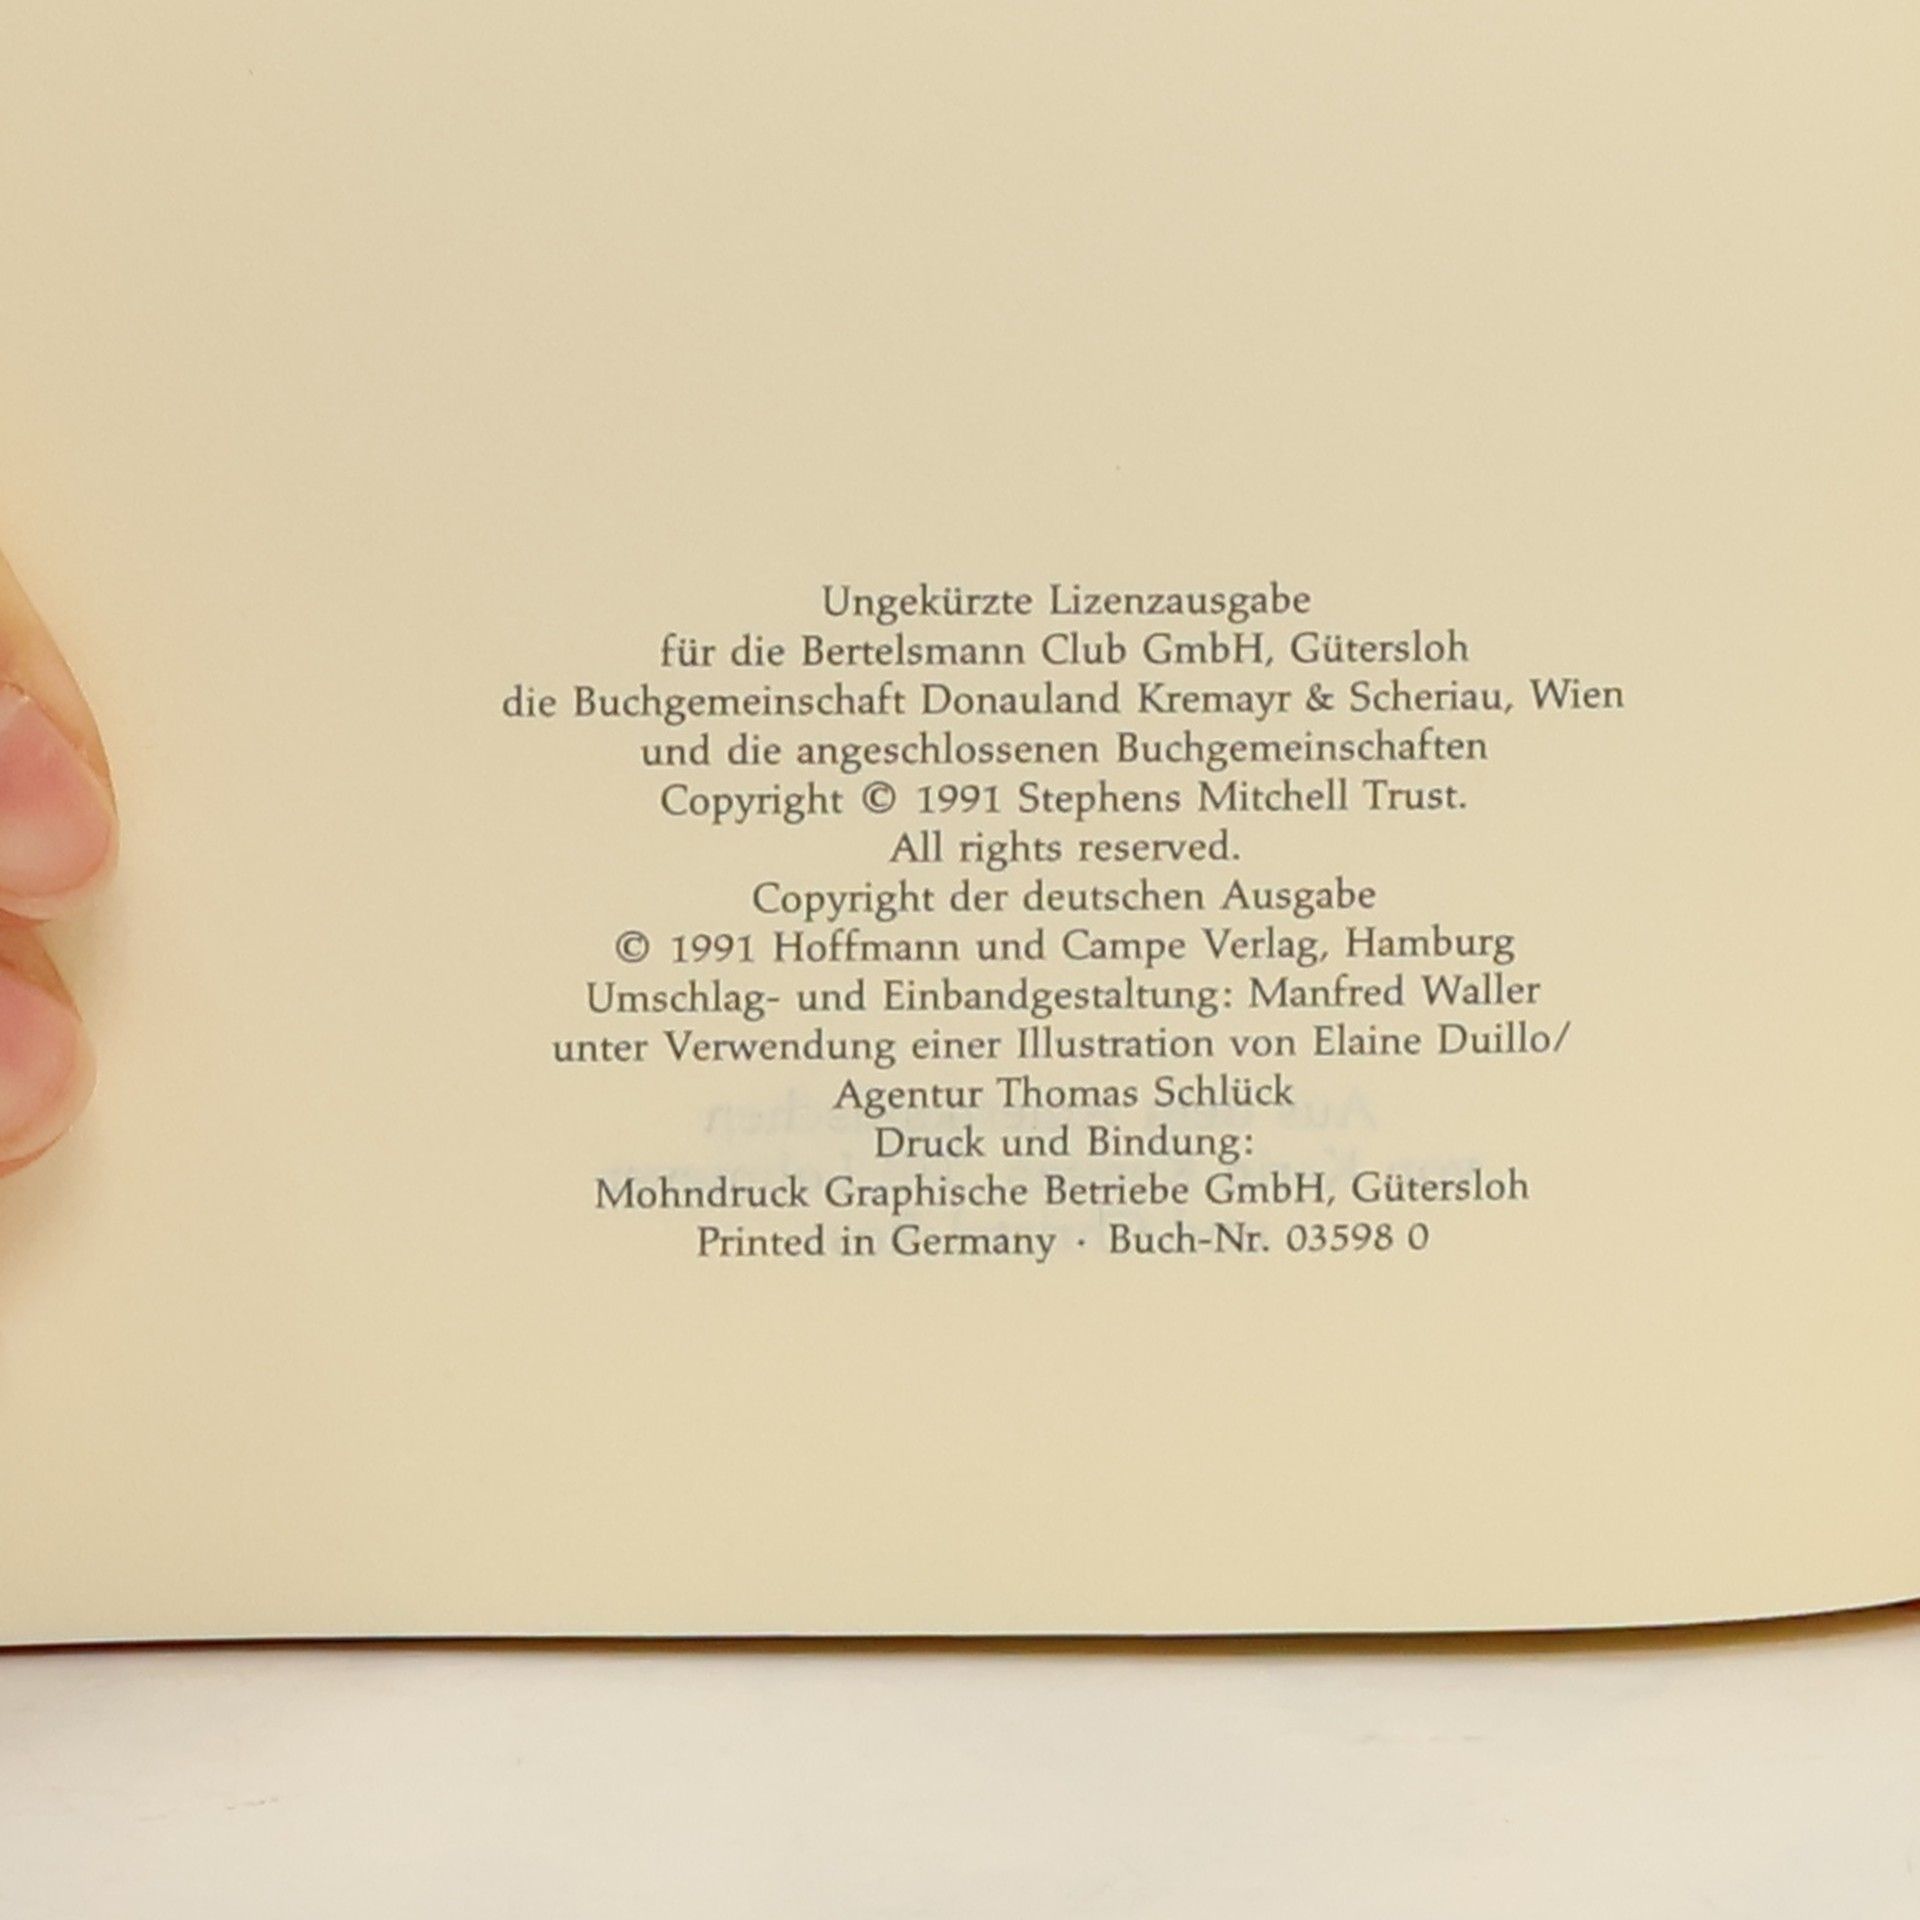 Ungekürzte Lizenzausgabe
für die Bertelsmann Club GmbH, Gütersloh
die Buchgemeinschaft Donauland Kremayr & Scheriau, Wien
und die angeschlossenen Buchgemeinschaften
Copyright © 1991 Stephens Mitchell Trust.
All rights reserved.
Copyright der deutschen Ausgabe
© 1991 Hoffmann und Campe Verlag, Hamburg
Umschlag- und Einbandgestaltung: Manfred Waller
unter Verwendung einer Illustration von Elaine Duillo/
Agentur Thomas Schlück
Druck und Bindung:
Mohndruck Graphische Betriebe GmbH, Gütersloh
Printed in Germany · Buch-Nr. 03598 0